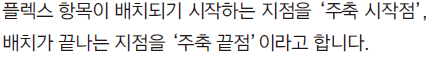 플렉스 항목이 배치되기 시작하는 지점을 ‘주축 시작점’,
배치가 끝나는 지점을 ‘주축 끝점’이라고 합니다.